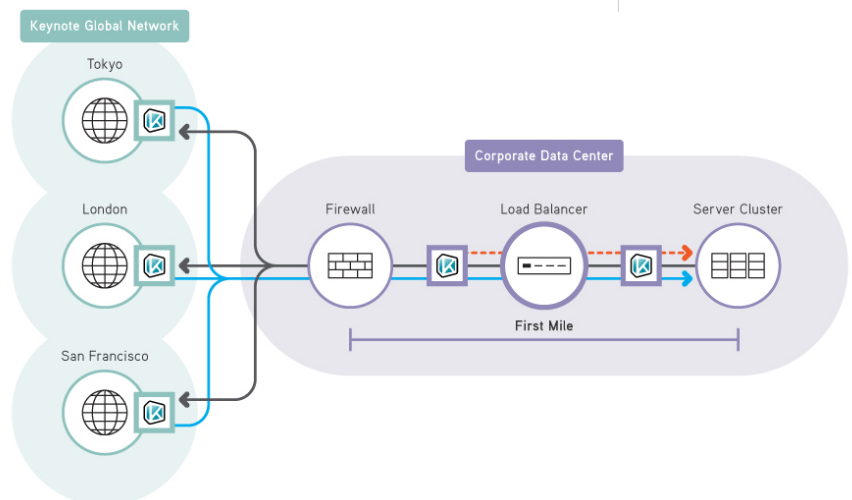 Keynote Global Network
Tokyo
London
San Francisco
Corporate Data Center
Firewall
Load Balancer
Server Cluster
First Mile